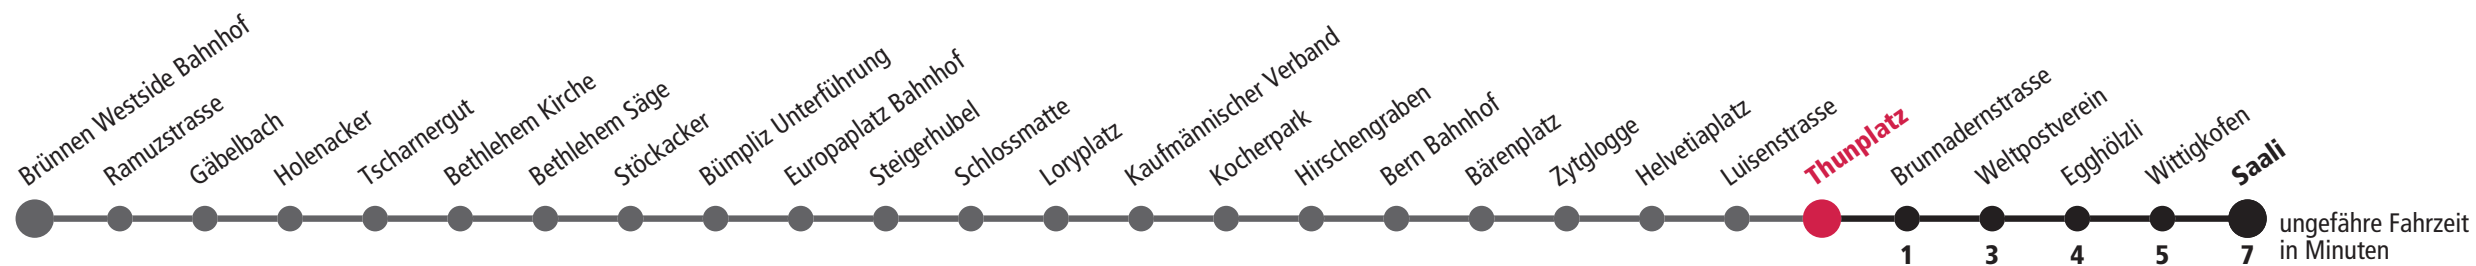 Brünnen Westside Bahnhof
Ramuzstrasse
Gäbelbach
Holenacker
Tscharnergut
Bethlehem Kirche
Bethlehem Säge
Stöckacker
Bümpliz Unterführung
Europaplatz Bahnhof
Steigerhubel
Schlossmatte
Loryplatz
Kaufmännischer Verband
Kocherpark
Hirschengraben
Bern Bahnhof
Bärenplatz
Zytglogge
Helvetiaplatz
Luisenstrasse
Thunplatz
Brunnadernstrasse
Weltpostverein
Egghölzli
Wittigkofen
Saali
1 3 4 5 7
ungefähre Fahrzeit
in Minuten